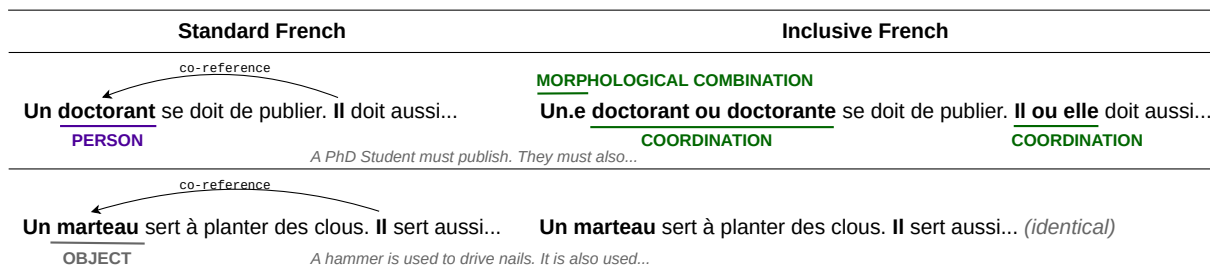 Standard French Inclusive French
co-reference
MORPHOLOGICAL COMBINATION
Un doctorant se doit de publier. Il doit aussi... Un.e doctorant ou doctorante se doit de publier. Il ou elle doit aussi...
PERSON COORDINATION COORDINATION
A PhD Student must publish. They must also...
co-reference
Un marteau sert à planter des clous. Il sert aussi... Un marteau sert à planter des clous. Il sert aussi... (identical)
OBJECT A hammer is used to drive nails. It is also used...